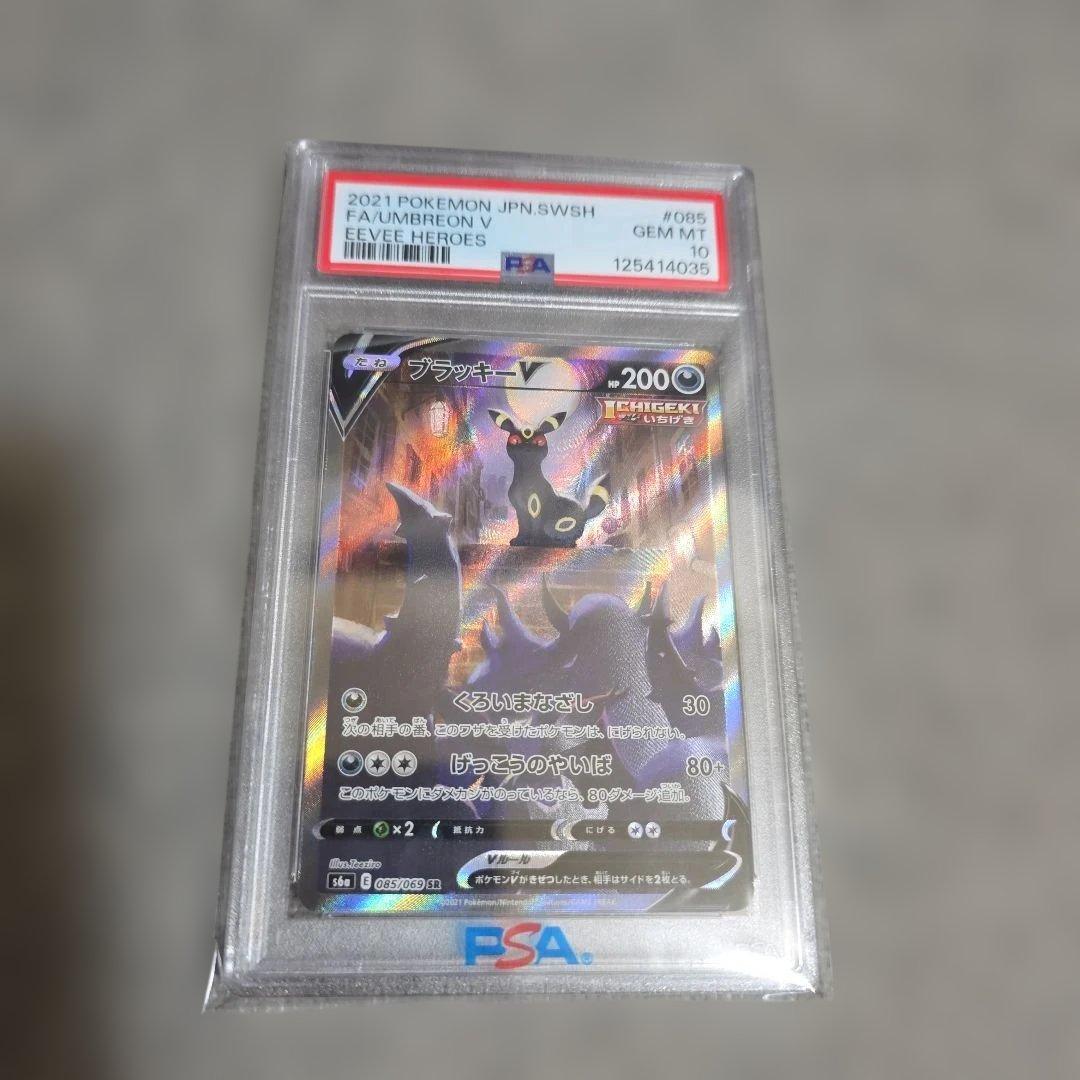 2021 POKEMON JPN.SWSH #085
FA/UMBREON V GEM MT
EEVEE HEROES 10
PSA 125414035
たね ブラッキーV HP 200
ICHIGEKI
いちげき
くろいまなざし 30
次の相手の番、このワザを受けたポケモンは、にげられない。
げっこうのやいば 80+
このポケモンにダメカンがのっているなら、80ダメージ追加。
弱点 ×2 抵抗力 にげる
Illus.Teeziro
Vルール
s6a E 085/069 SR
ポケモンVがきぜつしたとき、相手はサイドを2枚とる。
©2021 Pokémon/Nintendo/Creatures/GAME FREAK.
PSA®